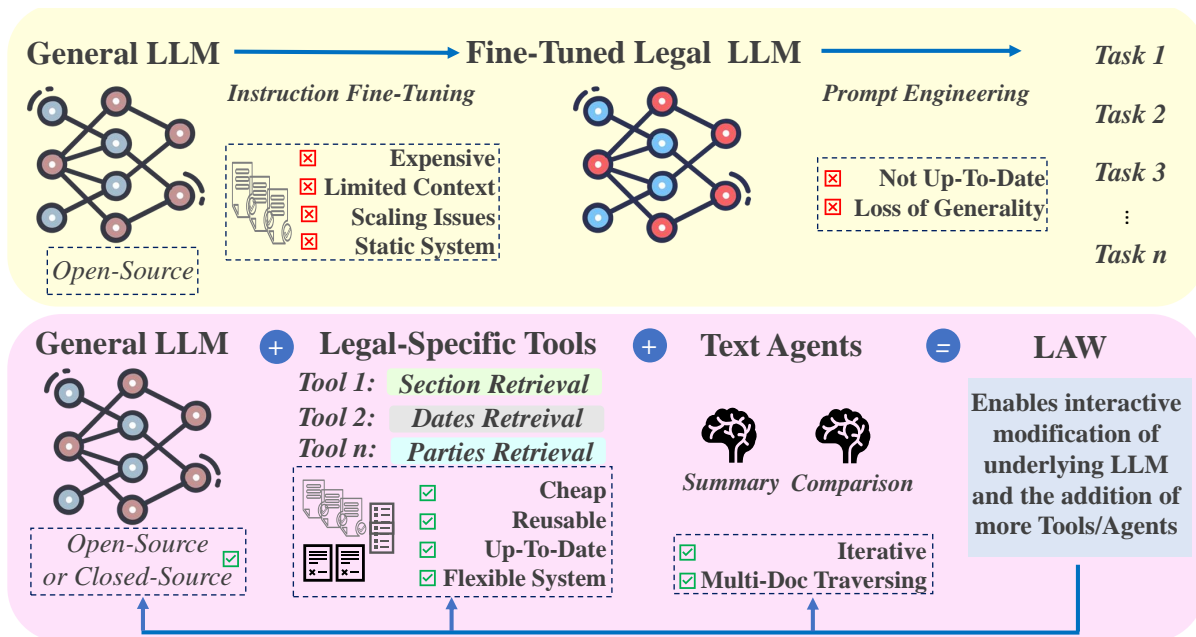 General LLM
Fine-Tuned Legal LLM
Instruction Fine-Tuning
Prompt Engineering
Task 1
Task 2
Task 3
⋮
Task n
Expensive
Limited Context
Scaling Issues
Static System
Not Up-To-Date
Loss of Generality
Open-Source
General LLM
+
Legal-Specific Tools
+
Text Agents
=
LAW
Tool 1: Section Retrieval
Tool 2: Dates Retreival
Tool n: Parties Retrieval
Cheap
Reusable
Up-To-Date
Flexible System
Open-Source
or Closed-Source
Summary
Comparison
Iterative
Multi-Doc Traversing
Enables interactive
modification of
underlying LLM
and the addition of
more Tools/Agents